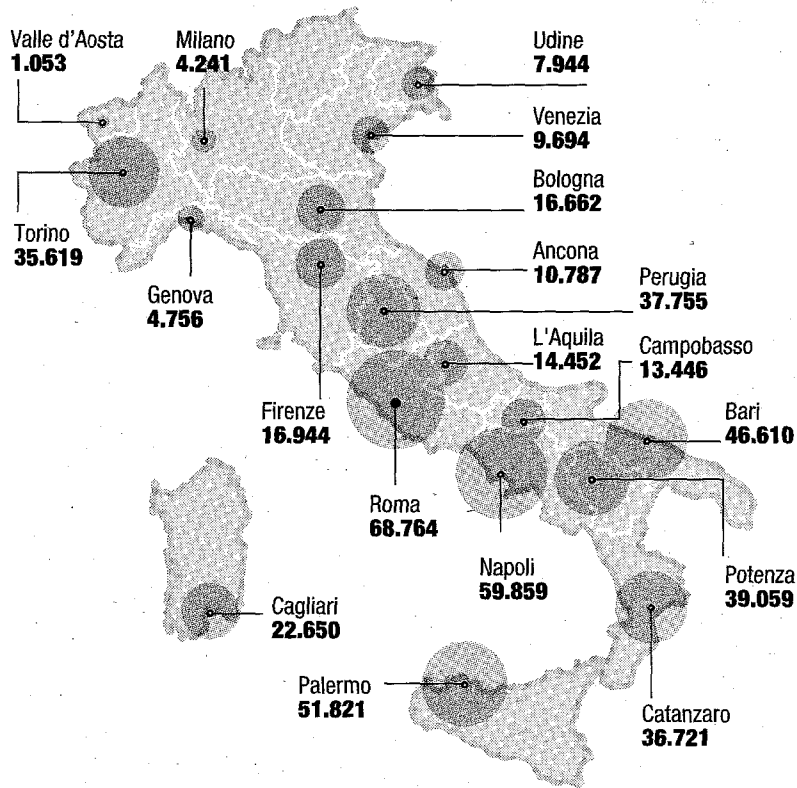 Valle d'Aosta
1.053
Milano
4.241
Udine
7.944
Venezia
9.694
Bologna
16.662
Torino
35.619
Ancona
10.787
Perugia
37.755
Genova
4.756
L'Aquila
14.452
Campobasso
13.446
Firenze
16.944
Bari
46.610
Roma
68.764
Napoli
59.859
Potenza
39.059
Cagliari
22.650
Palermo
51.821
Catanzaro
36.721